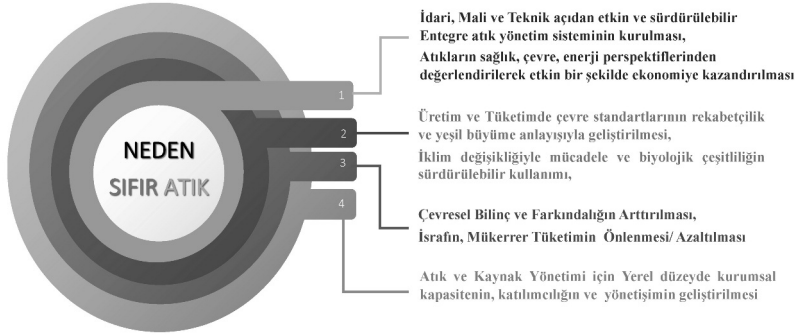 NEDEN
SIFIR ATIK
1
İdari, Mali ve Teknik açıdan etkin ve sürdürülebilir
Entegre atık yönetim sisteminin kurulması,
Atıkların sağlık, çevre, enerji perspektiflerinden
değerlendirilerek etkin bir şekilde ekonomiye kazandırılması
2
Üretim ve Tüketimde çevre standartlarının rekabetçilik
ve yeşil büyüme anlayışıyla geliştirilmesi,
İklim değişikliğiyle mücadele ve biyolojik çeşitliliğin
sürdürülebilir kullanımı,
3
Çevresel Bilinç ve Farkındalığın Arttırılması,
İsrafın, Mükerrer Tüketimin Önlenmesi/ Azaltılması
4
Atık ve Kaynak Yönetimi için Yerel düzeyde kurumsal
kapasitenin, katılımcılığın ve yönetişimin geliştirilmesi